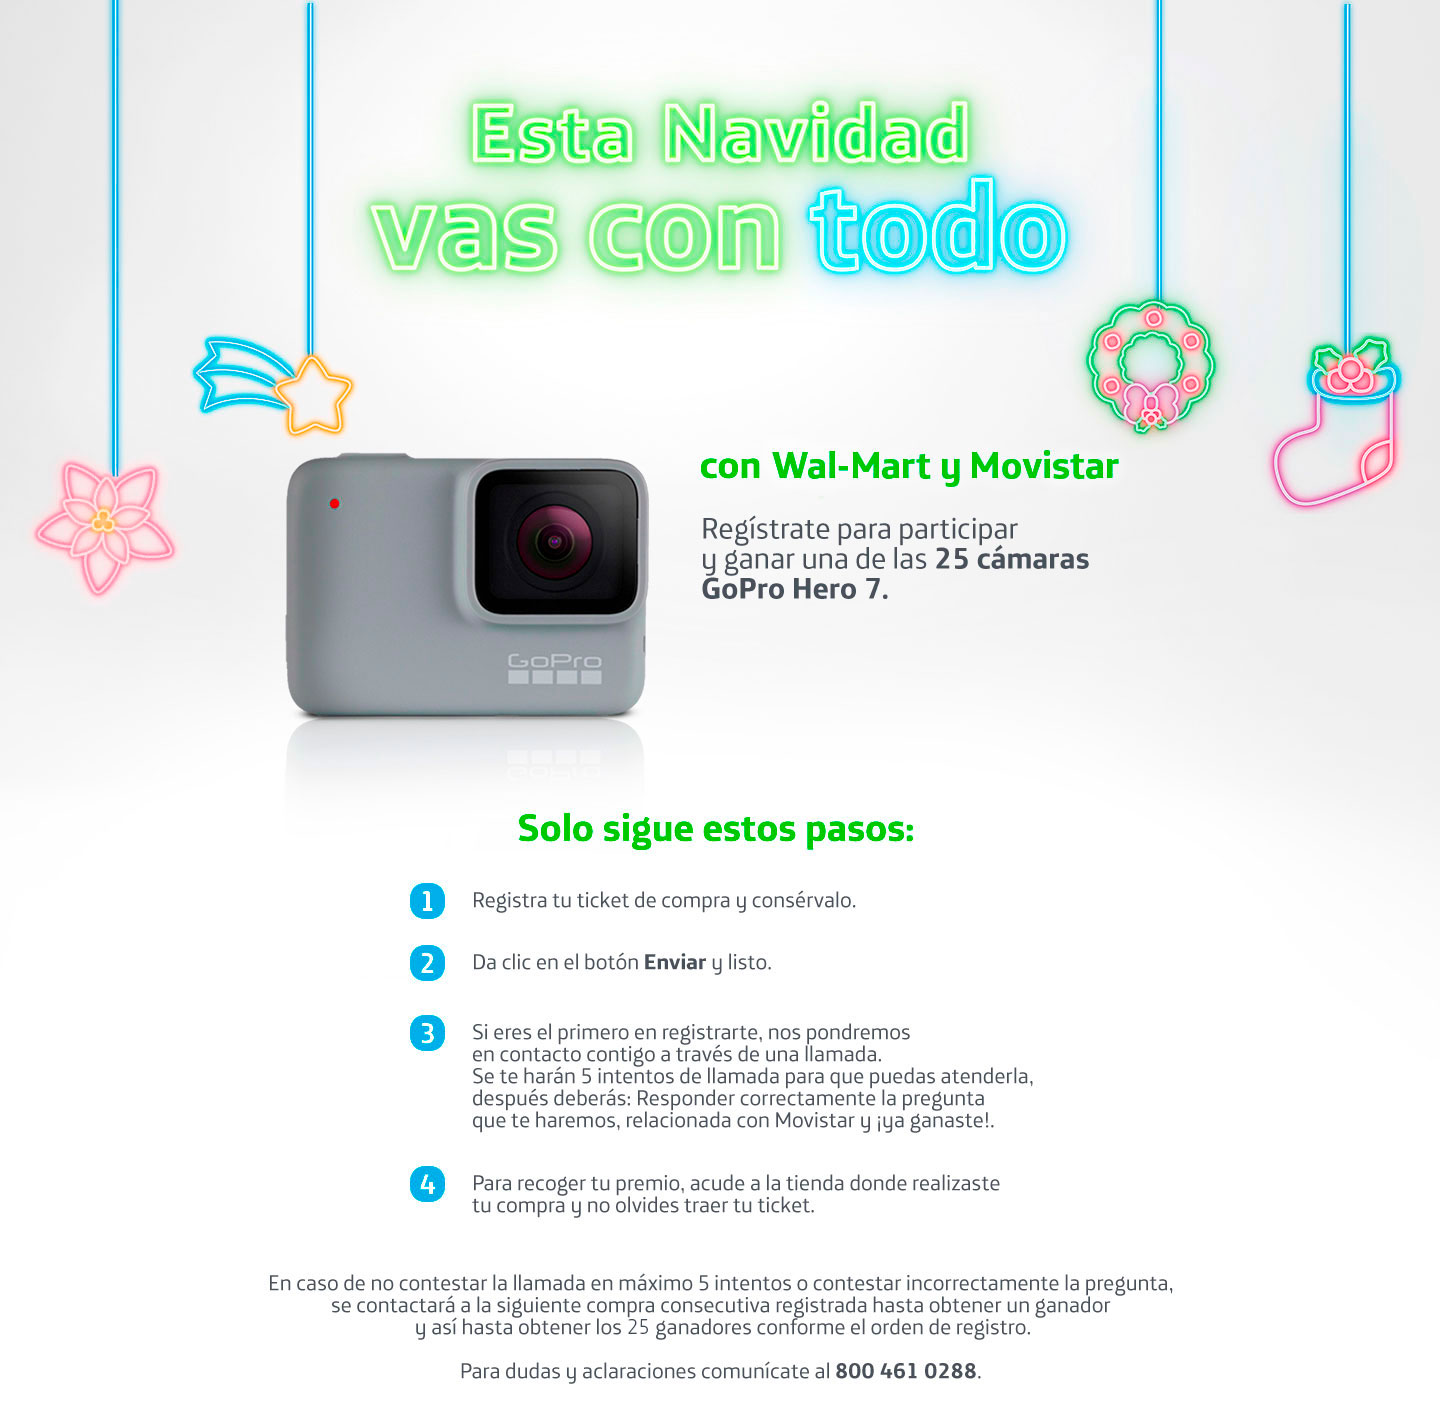 Esta Navidad
vas con todo
con Wal-Mart y Movistar
Regístrate para participar
y ganar una de las 25 cámaras
GoPro Hero 7.
GoPro
Solo sigue estos pasos:
1 Registra tu ticket de compra y consérvalo.
2 Da clic en el botón Enviar y listo.
3 Si eres el primero en registrarte, nos pondremos
en contacto contigo a través de una llamada.
Se te harán 5 intentos de llamada para que puedas atenderla,
después deberás: Responder correctamente la pregunta
que te haremos, relacionada con Movistar y ¡ya ganaste!.
4 Para recoger tu premio, acude a la tienda donde realizaste
tu compra y no olvides traer tu ticket.
En caso de no contestar la llamada en máximo 5 intentos o contestar incorrectamente la pregunta,
se contactará a la siguiente compra consecutiva registrada hasta obtener un ganador
y así hasta obtener los 25 ganadores conforme el orden de registro.
Para dudas y aclaraciones comunícate al 800 461 0288.